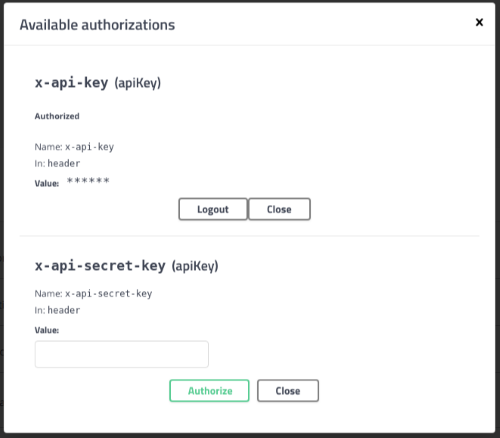 Available authorizations
×
x-api-key (apiKey)
Authorized
Name: x-api-key
In: header
Value: ******
Logout Close
x-api-secret-key (apiKey)
Name: x-api-secret-key
In: header
Value:
Authorize Close